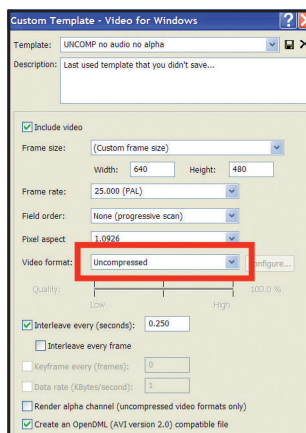 Custom Template - Video for Windows
Template: UNCOMP no audio no alpha
Description: Last used template that you didn't save...
Include video
Frame size: (Custom frame size)
Width: 640 Height: 480
Frame rate: 25.000 (PAL)
Field order: None (progressive scan)
Pixel aspect 1.0926
Video format: Uncompressed Configure...
Quality: 100.0 %
Low High
Interleave every (seconds): 0.250
Interleave every frame
Keyframe every (frames): 0
Data rate (KBytes/second): 1
Render alpha channel (uncompressed video formats only)
Create an OpenDML (AVI version 2.0) compatible file